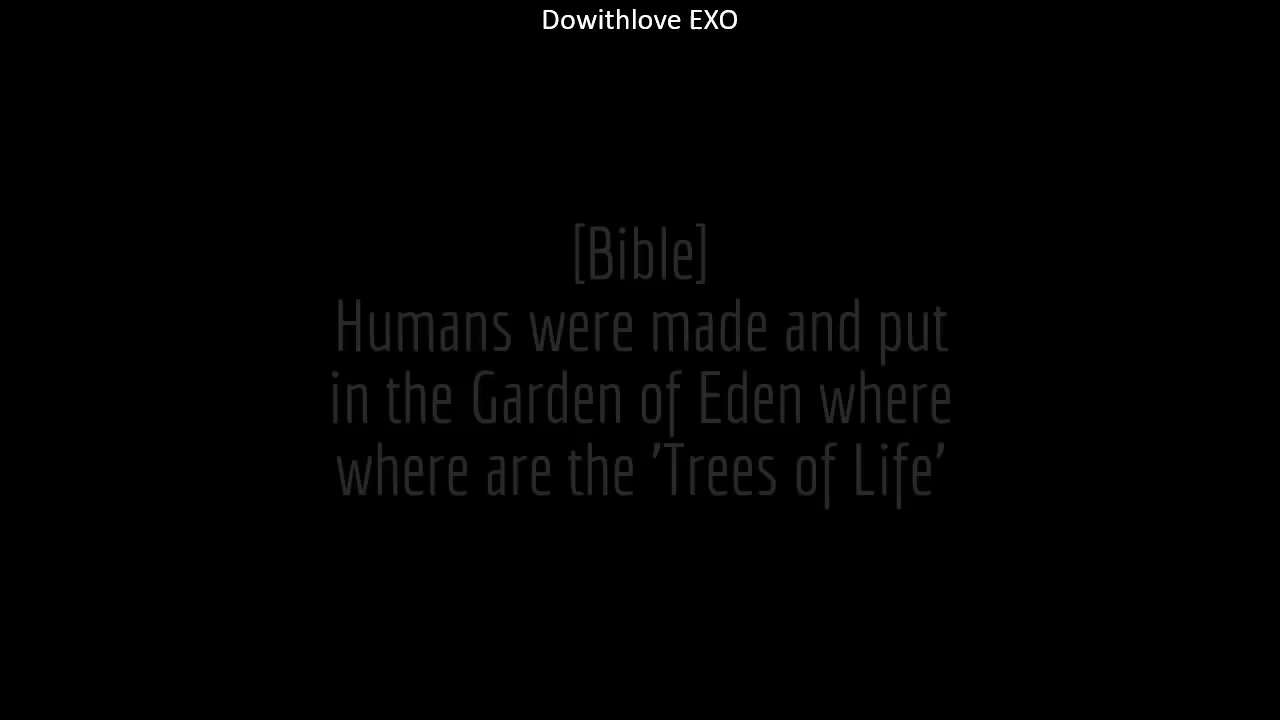 Dowithlove EXO
[Bible]
Humans were made and put
in the Garden of Eden where
where are the 'Trees of Life'